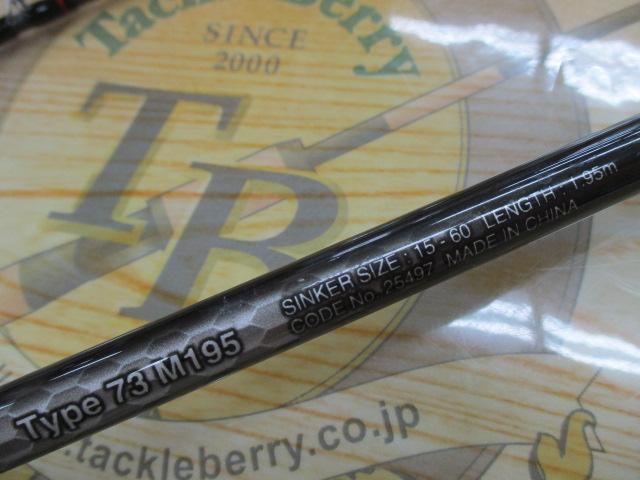 TackleBerry
SINCE
2000
TB
SINKER SIZE : 15 - 60 LENGTH : 1.95m
CODE No. 25497 MADE IN CHINA
Type 73 M195
.tackleberry.co.jp